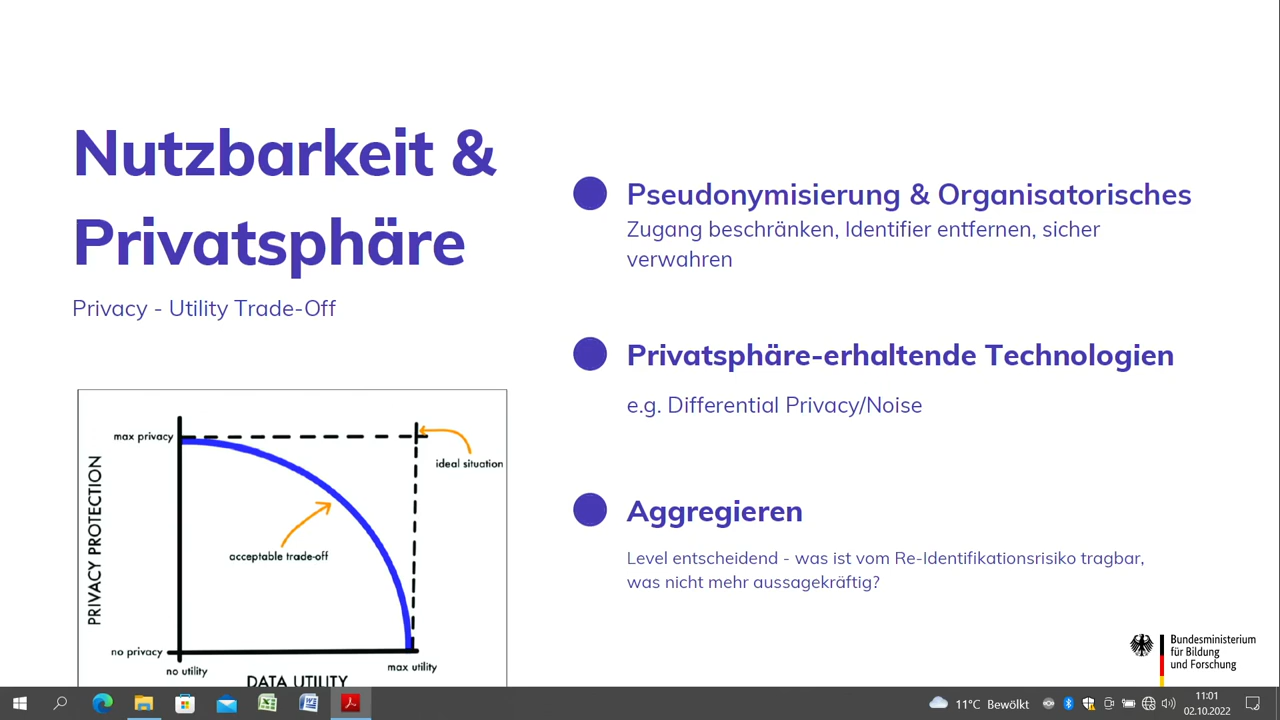 Nutzbarkeit &
Privatsphäre
Privacy - Utility Trade-Off
max privacy
ideal situation
PRIVACY PROTECTION
acceptable trade-off
no privacy
no utility
max utility
DATA UTILITY
Pseudonymisierung & Organisatorisches
Zugang beschränken, Identifier entfernen, sicher
verwahren
Privatsphäre-erhaltende Technologien
e.g. Differential Privacy/Noise
Aggregieren
Level entscheidend - was ist vom Re-Identifikationsrisiko tragbar,
was nicht mehr aussagekräftig?
Bundesministerium
für Bildung
und Forschung
11°C Bewölkt
11:01
02.10.2022